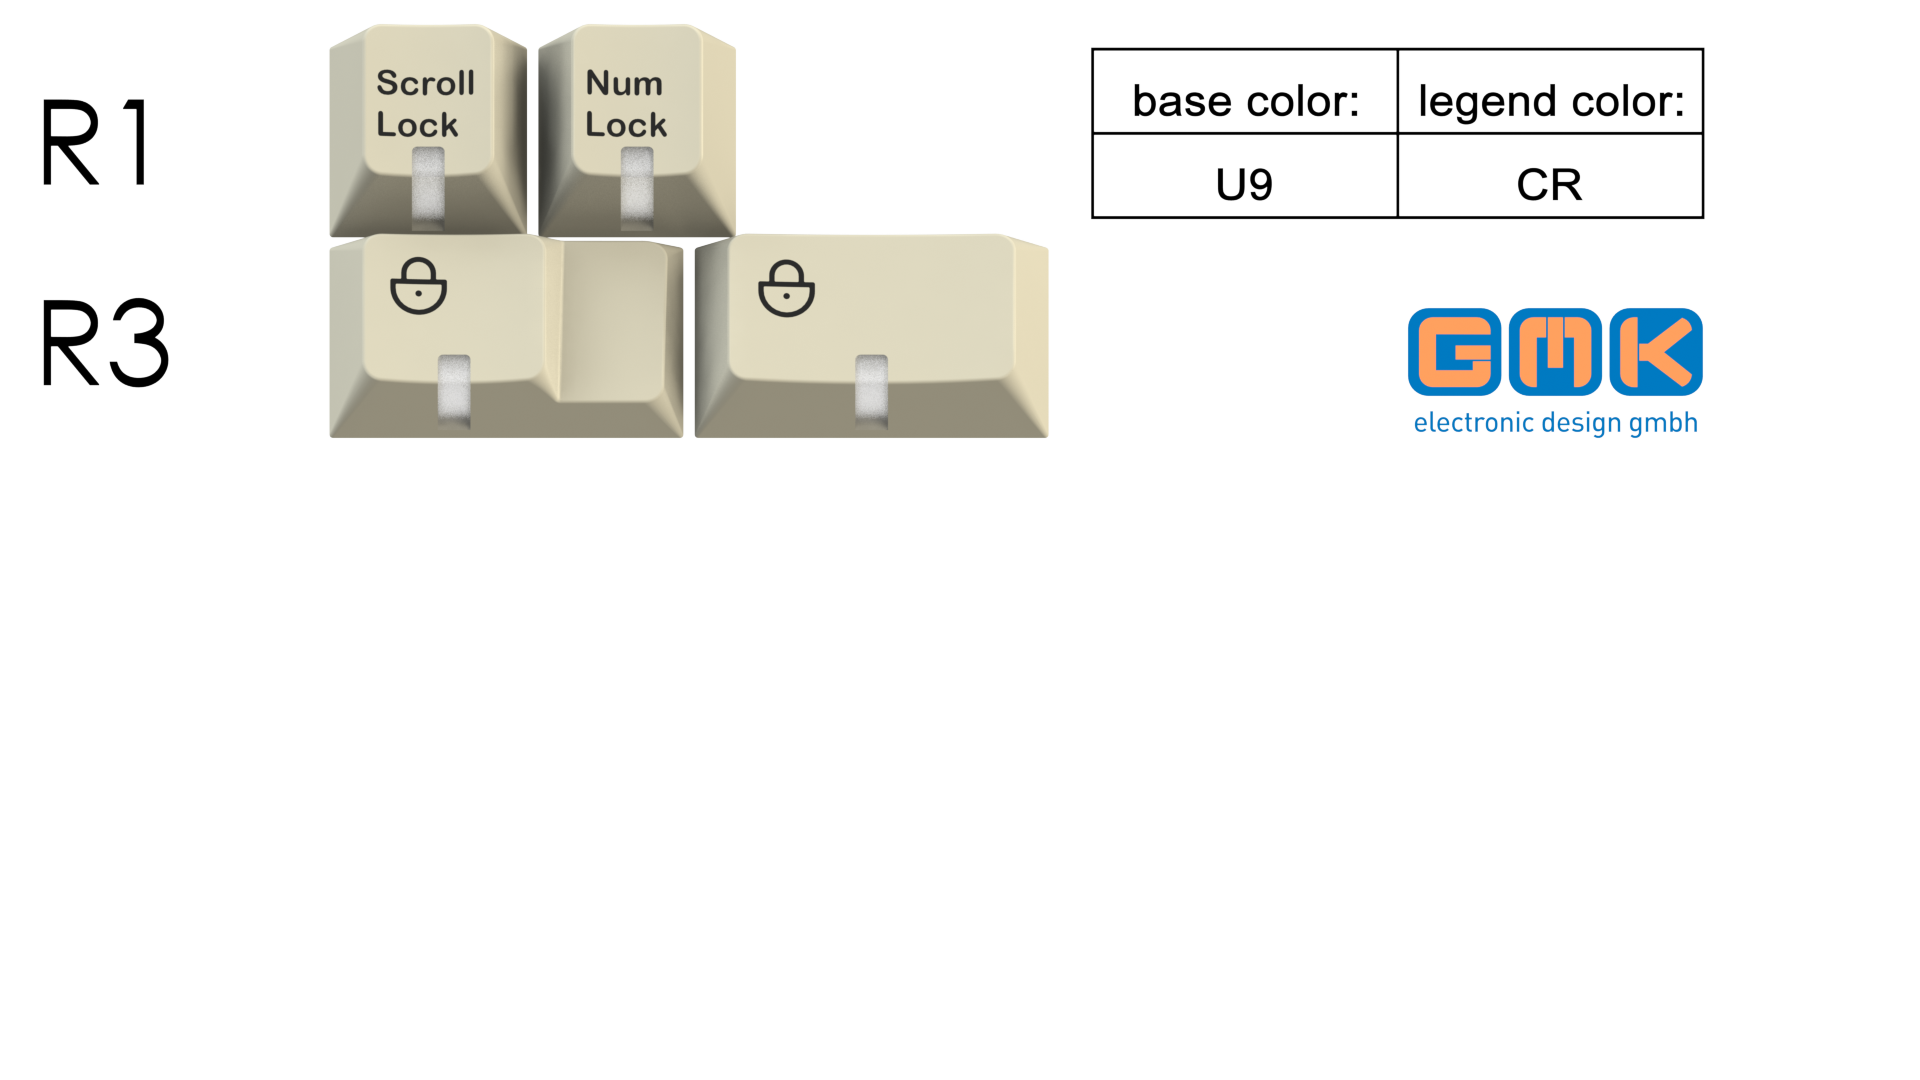 R1
Scroll
Lock
Num
Lock
base color:
legend color:
U9
CR
R3
GMK
electronic design gmbh